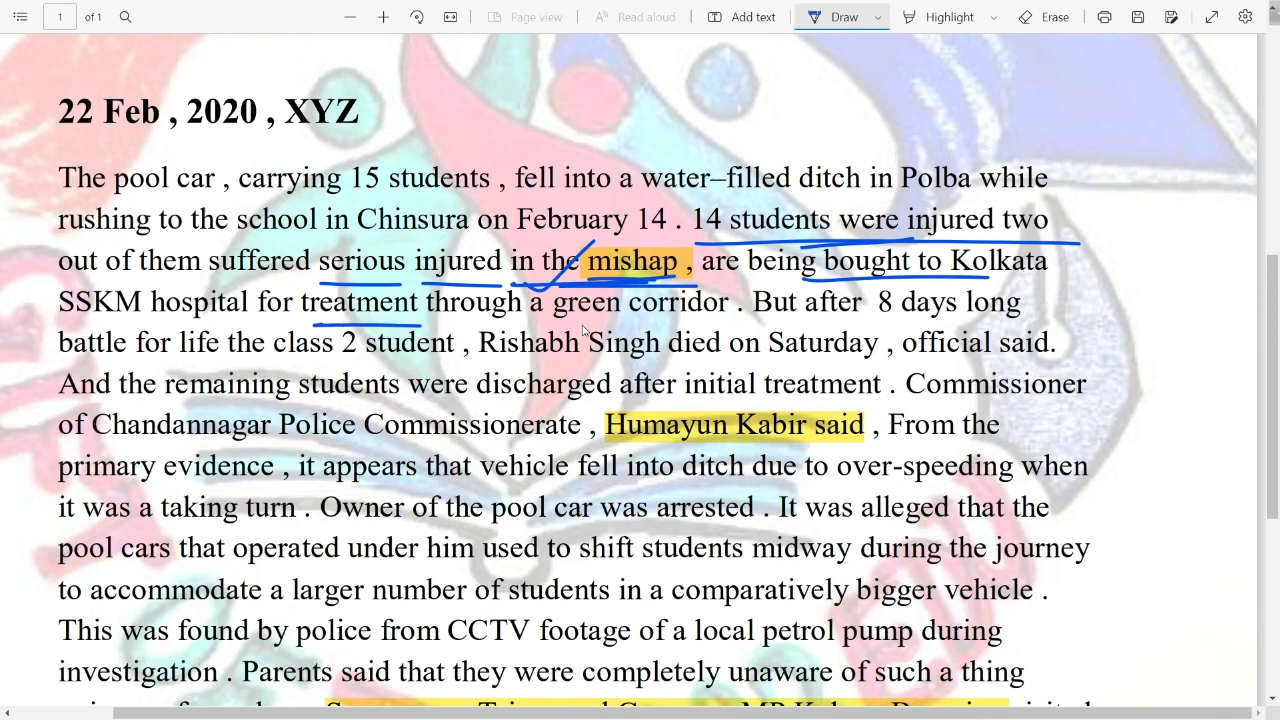 1 of 1 Page view Read aloud Add text Draw Highlight Erase
22 Feb , 2020 , XYZ
The pool car , carrying 15 students , fell into a water–filled ditch in Polba while
rushing to the school in Chinsura on February 14 . 14 students were injured two
out of them suffered serious injured in the mishap , are being bought to Kolkata
SSKM hospital for treatment through a green corridor . But after 8 days long
battle for life the class 2 student , Rishabh Singh died on Saturday , official said.
And the remaining students were discharged after initial treatment . Commissioner
of Chandannagar Police Commissionerate , Humayun Kabir said , From the
primary evidence , it appears that vehicle fell into ditch due to over-speeding when
it was a taking turn . Owner of the pool car was arrested . It was alleged that the
pool cars that operated under him used to shift students midway during the journey
to accommodate a larger number of students in a comparatively bigger vehicle .
This was found by police from CCTV footage of a local petrol pump during
investigation . Parents said that they were completely unaware of such a thing